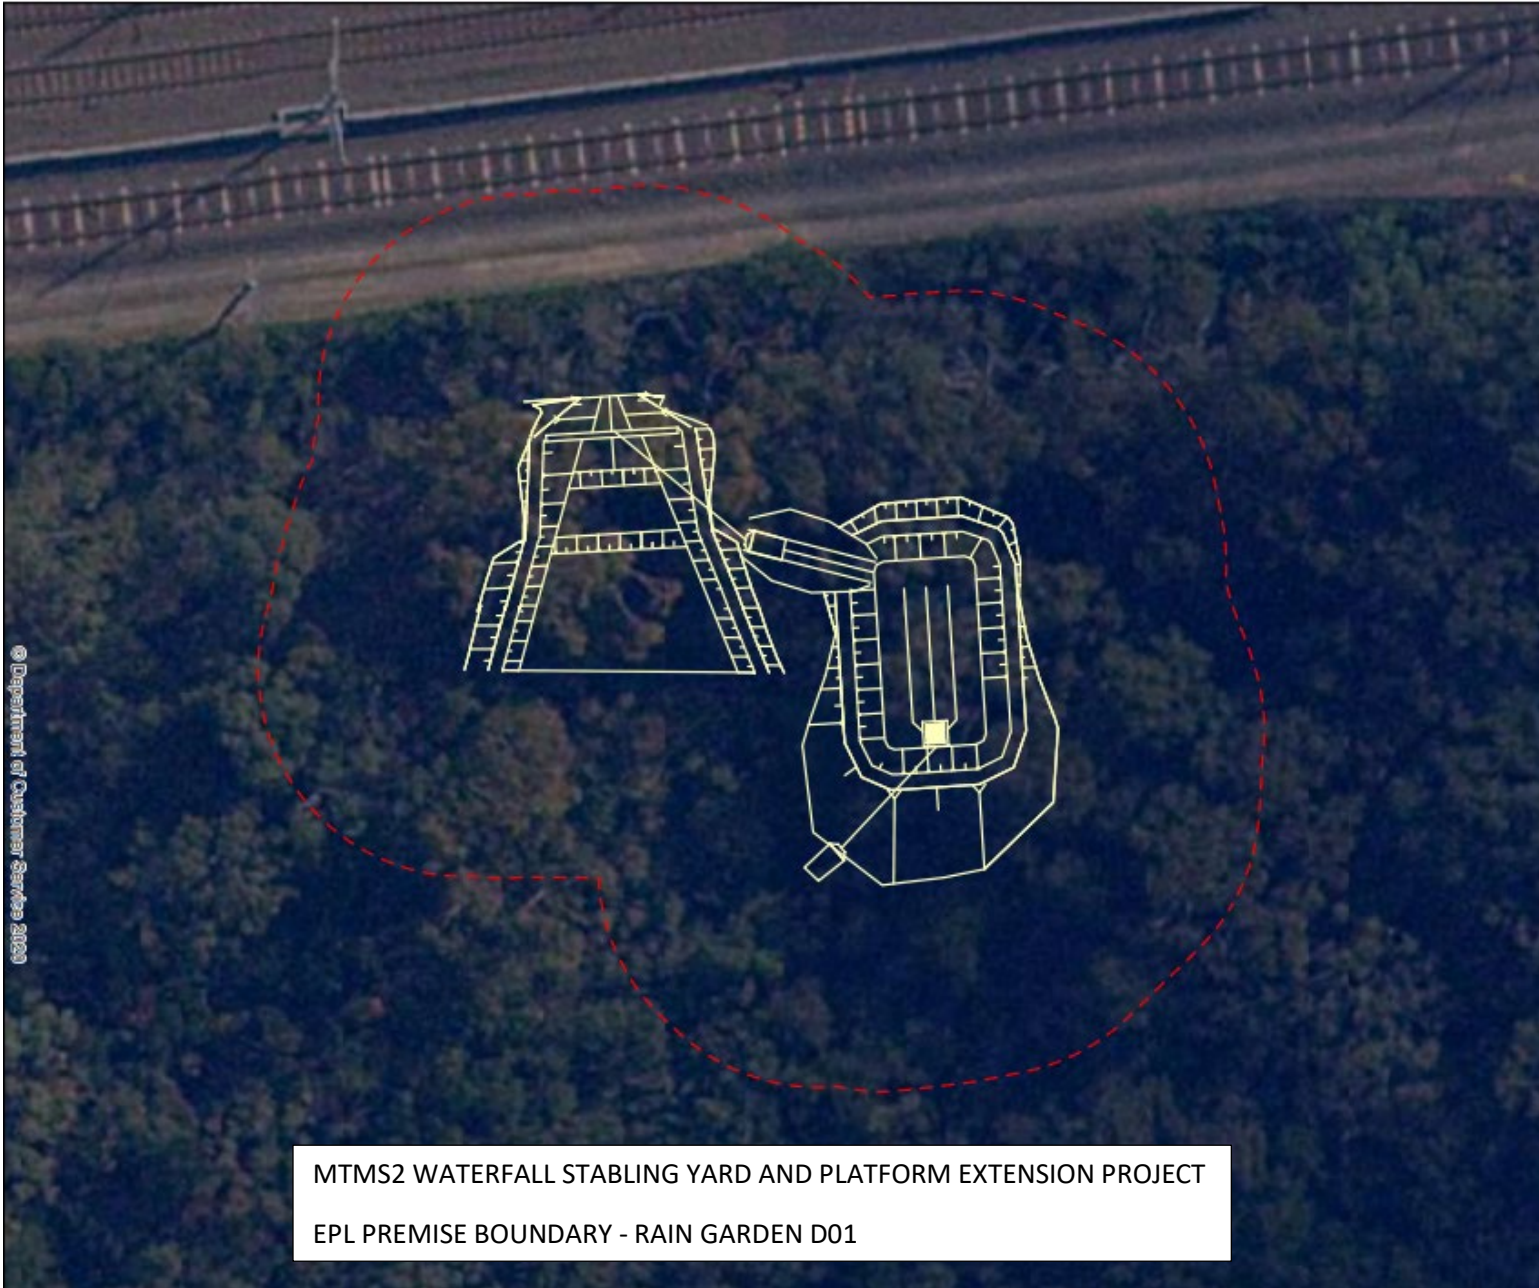 © Department of Customer Service 2020
MTMS2 WATERFALL STABLING YARD AND PLATFORM EXTENSION PROJECT
EPL PREMISE BOUNDARY - RAIN GARDEN D01